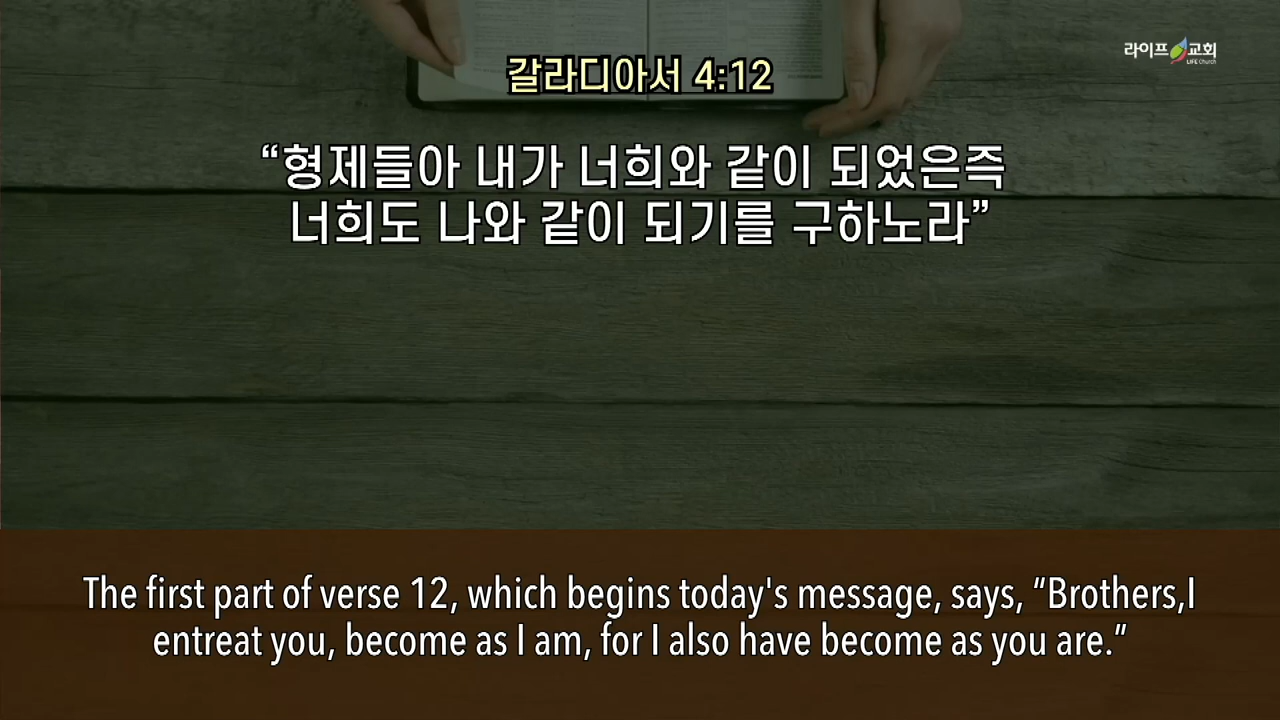 라이프교회
LIFE Church
갈라디아서 4:12
“형제들아 내가 너희와 같이 되었은즉
너희도 나와 같이 되기를 구하노라”
The first part of verse 12, which begins today's message, says, “Brothers,I
entreat you, become as I am, for I also have become as you are.”